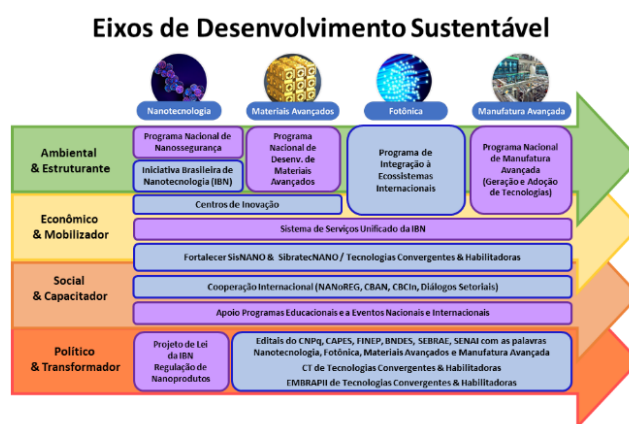 Eixos de Desenvolvimento Sustentável
Nanotecnologia
Materiais Avançados
Fotônica
Manufatura Avançada
Ambiental
& Estruturante
Programa Nacional de
Nanossegurança
Iniciativa Brasileira de
Nanotecnologia (IBN)
Programa
Nacional de
Desenv. de
Materiais
Avançados
Programa de
Integração à
Ecossistemas
Internacionais
Programa Nacional
de Manufatura
Avançada
(Geração e Adoção
de Tecnologias)
Centros de Inovação
Econômico
& Mobilizador
Sistema de Serviços Unificado da IBN
Fortalecer SisNANO & SibratecNANO / Tecnologias Convergentes & Habilitadoras
Social
& Capacitador
Cooperação Internacional (NANoREG, CBAN, CBCIn, Diálogos Setoriais)
Apoio Programas Educacionais e a Eventos Nacionais e Internacionais
Político
& Transformador
Projeto de Lei
da IBN
Regulação de
Nanoprodutos
Editais do CNPq, CAPES, FINEP, BNDES, SEBRAE, SENAI com as palavras
Nanotecnologia, Fotônica, Materiais Avançados e Manufatura Avançada
CT de Tecnologias Convergentes & Habilitadoras
EMBRAPII de Tecnologias Convergentes & Habilitadoras